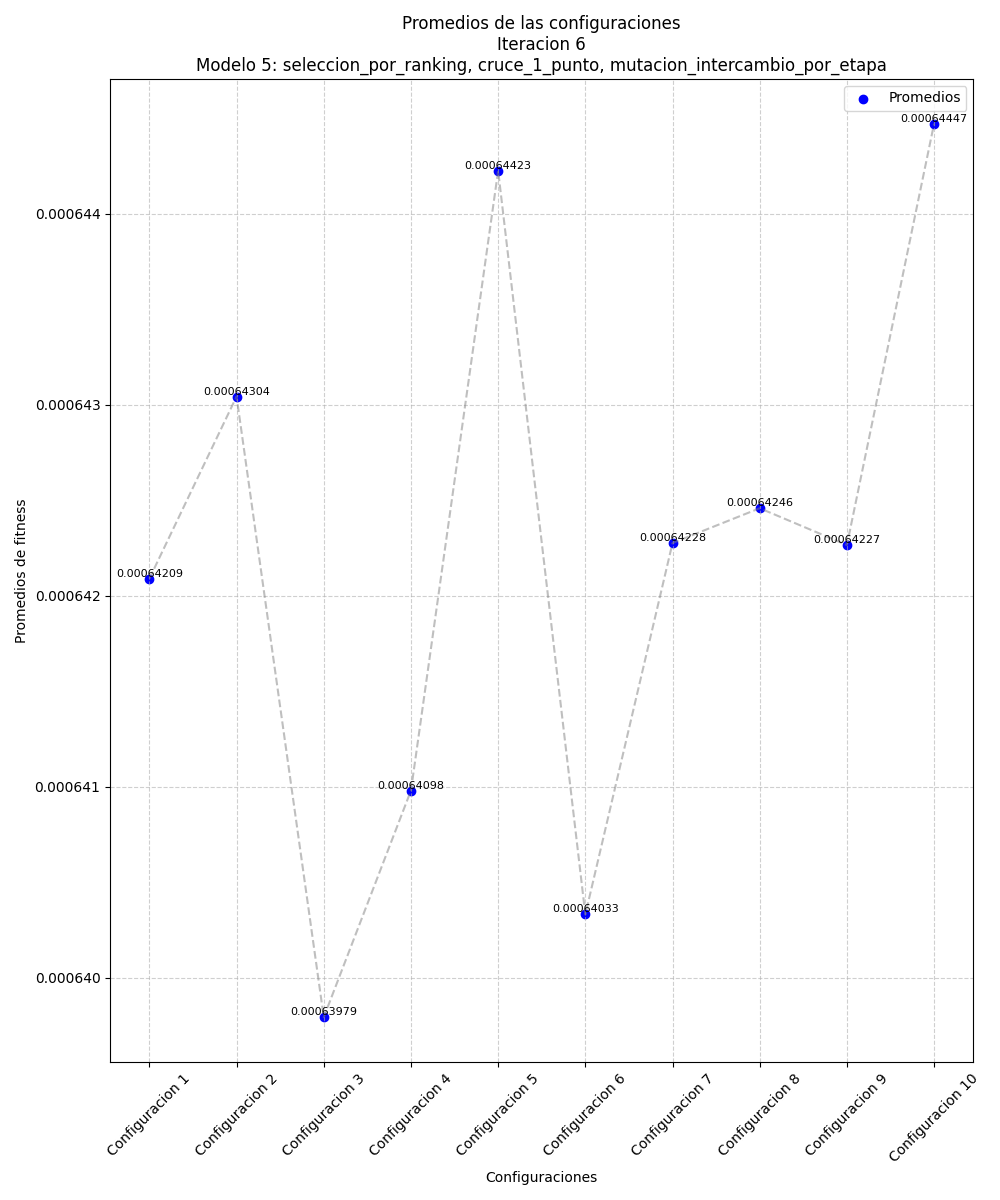 Promedios de las configuraciones
Iteracion 6
Modelo 5: seleccion_por_ranking, cruce_1_punto, mutacion_intercambio_por_etapa
Promedios
0.00064447
0.00064423
0.000644
0.00064304
0.000643
0.00064246
0.00064228
0.00064227
0.00064209
0.000642
0.00064098
0.000641
0.00064033
0.000640
0.00063979
Promedios de fitness
Configuracion 1
Configuracion 2
Configuracion 3
Configuracion 4
Configuracion 5
Configuracion 6
Configuracion 7
Configuracion 8
Configuracion 9
Configuracion 10
Configuraciones